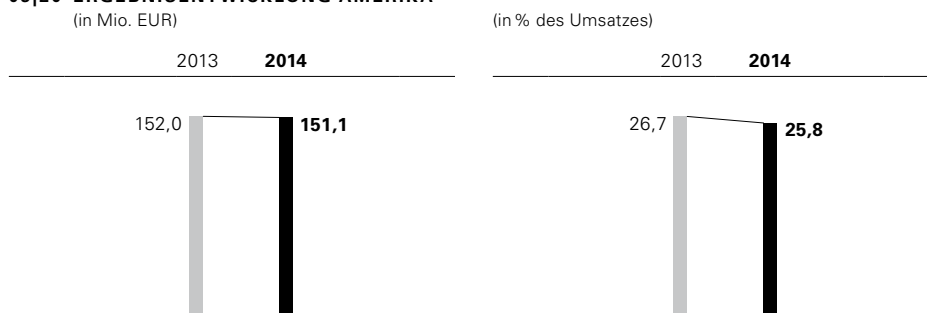 (in Mio. EUR)
(in % des Umsatzes)
2013 2014
2013 2014
152,0 151,1
26,7 25,8